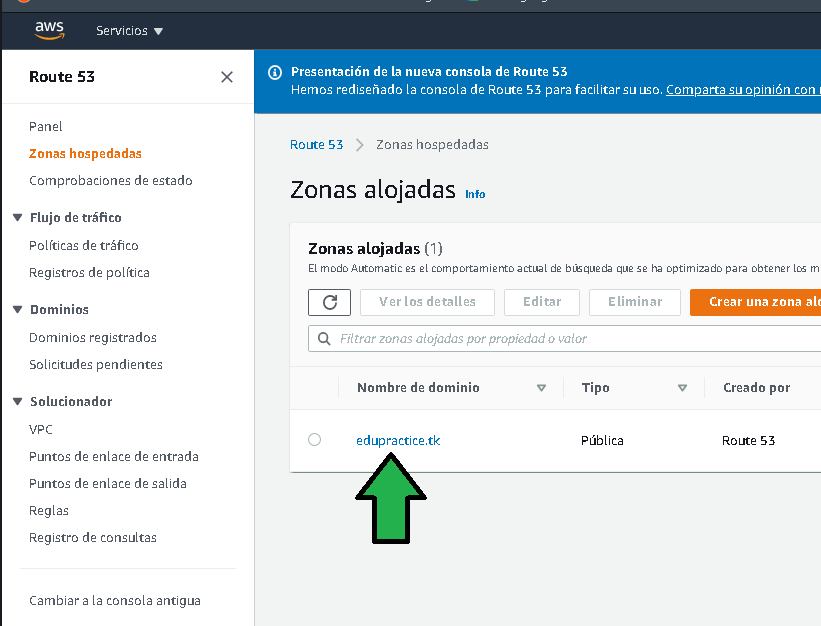 aws
Servicios
Route 53
Panel
Zonas hospedadas
Comprobaciones de estado
Flujo de tráfico
Políticas de tráfico
Registros de política
Dominios
Dominios registrados
Solicitudes pendientes
Solucionador
VPC
Puntos de enlace de entrada
Puntos de enlace de salida
Reglas
Registro de consultas
Cambiar a la consola antigua
Presentación de la nueva consola de Route 53
Hemos rediseñado la consola de Route 53 para facilitar su uso. Comparta su opinión con
Route 53 > Zonas hospedadas
Zonas alojadas Info
Zonas alojadas (1)
El modo Automatic es el comportamiento actual de búsqueda que se ha optimizado para obtener los m
Ver los detalles Editar Eliminar Crear una zona alo
Filtrar zonas alojadas por propiedad o valor
Nombre de dominio Tipo Creado por
edupractice.tk Pública Route 53